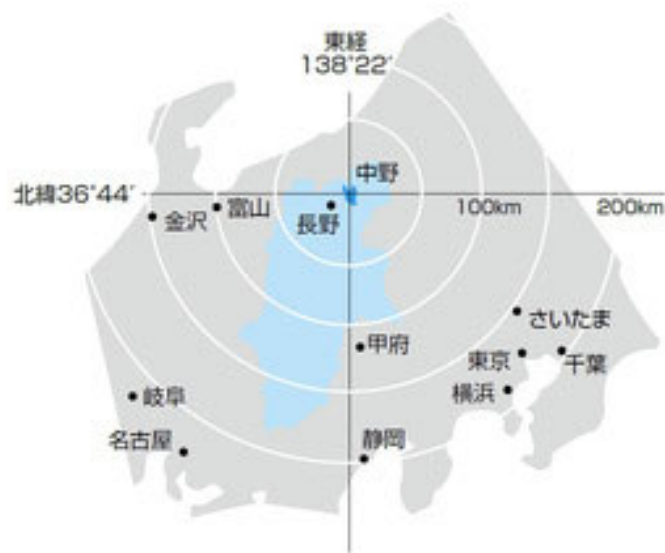 東経
138°22′
中野
北緯36°44′
富山
金沢
長野
100km
200km
さいたま
甲府
東京
千葉
横浜
岐阜
名古屋
静岡